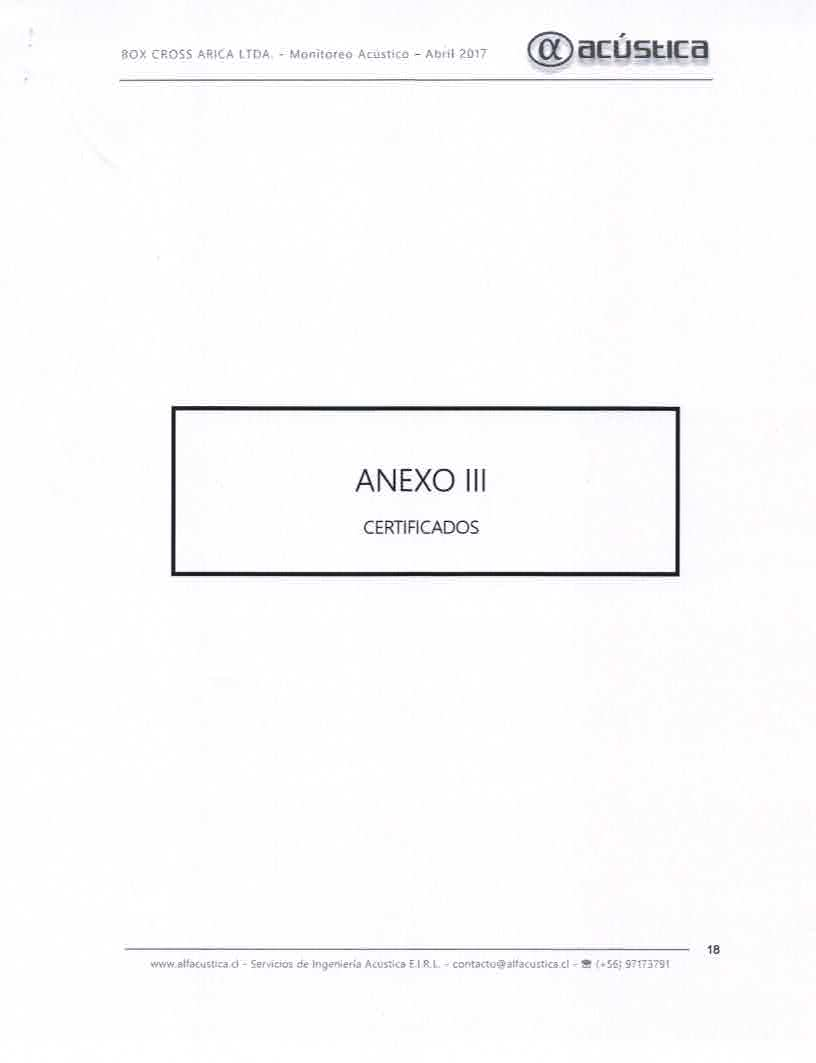 BOX CROSS ARICA LTDA. - Monitoreo Acústico – Abril 2017
α acústica
ANEXO III
CERTIFICADOS
18
www.alfacustica.cl - Servicios de Ingeniería Acústica E.I.R.L. - contacto@alfacustica.cl - ☎ (+56) 97173791